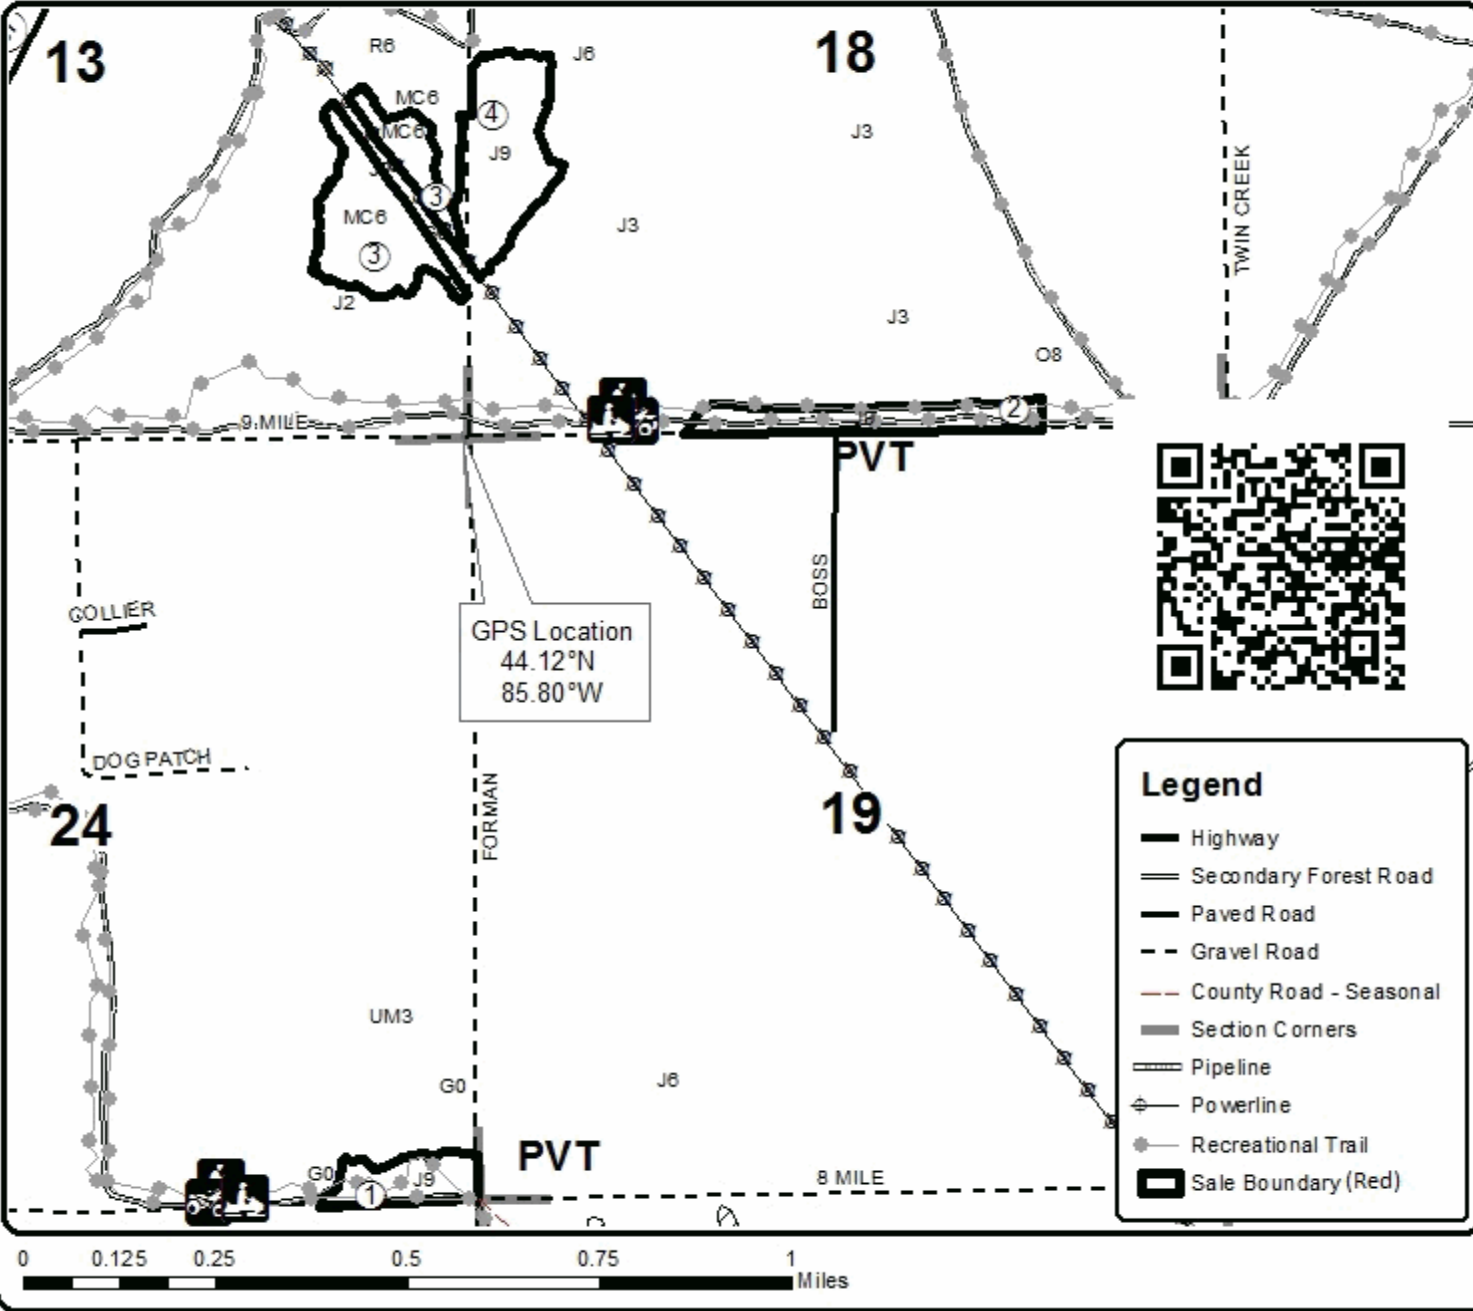 13
R6
J6
18
MC6
4
MC6
J3
J9
TWIN CREEK
3
MC6
J3
3
J2
J3
O8
2
9 MILE
PVT
BOSS
COLLIER
GPS Location
44.12°N
85.80°W
DOG PATCH
FORMAN
24
19
Legend
Highway
Secondary Forest Road
Paved Road
Gravel Road
County Road - Seasonal
Section Corners
Pipeline
Powerline
Recreational Trail
Sale Boundary (Red)
UM3
G0
J6
PVT
G0
J9
1
8 MILE
0 0.125 0.25 0.5 0.75 1
Miles